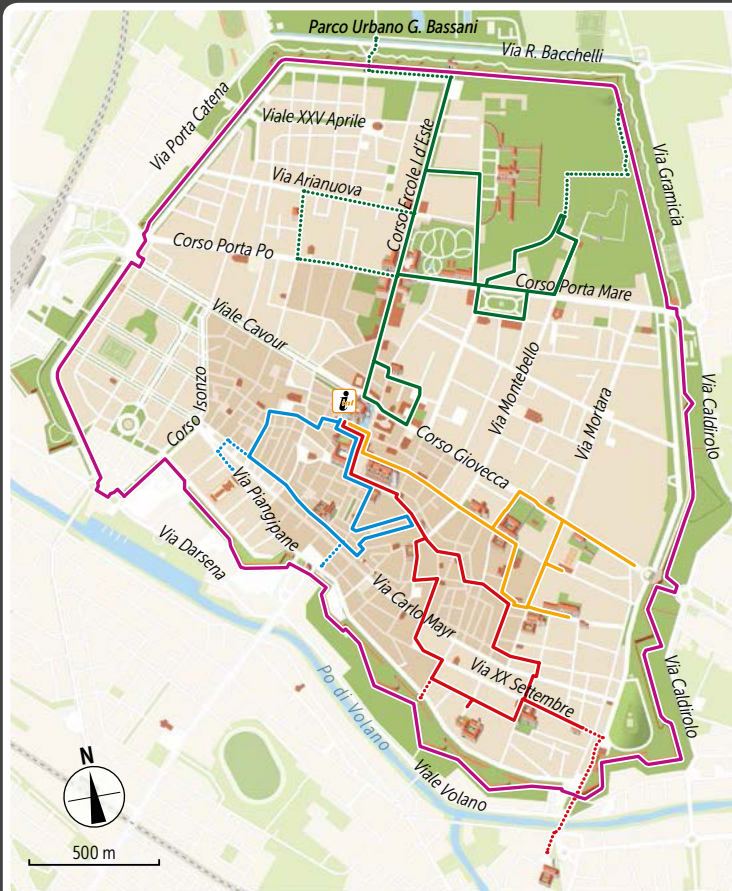 Parco Urbano G. Bassani
Via R. Bacchelli
Via Porta Catena
Viale XXV Aprile
Corso Ercole I d'Este
Via Arianuova
Via Gramicia
Corso Porta Po
Corso Porta Mare
Viale Cavour
Via Montebello
Via Caldirolo
Corso Isonzo
Corso Giovecca
Via Mortara
Via Piangipane
Via Darsena
Via Carlo Mayr
Via XX Settembre
Via Caldirolo
Po di Volano
Viale Volano
N
500 m